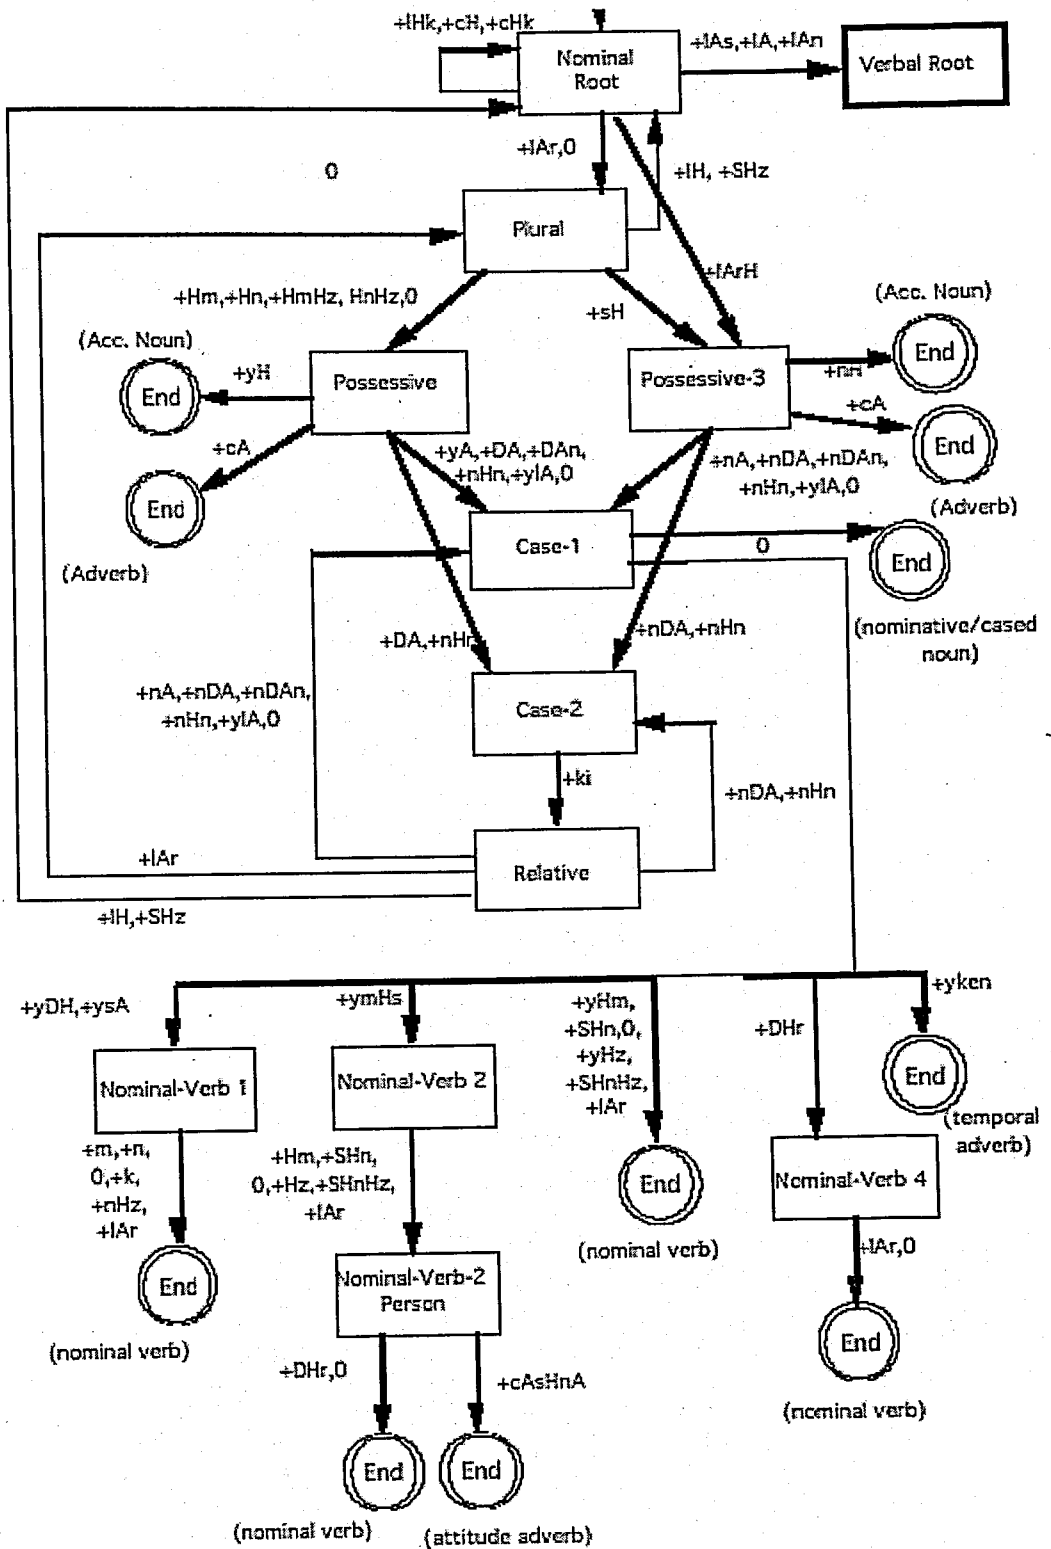 +lHk,+cH,+cHk
Nominal
Root
+lAs,+lA,+lAn
Verbal Root
+lAr,0
0
+lH, +SHz
Plural
+lArH
+Hm,+Hn,+HmHz, HnHz,0
+sH
(Acc. Noun)
(Acc. Noun)
End
+yH
Possessive
Possessive-3
+nH
End
+cA
+cA
End
+yA,+DA,+DAn,
+nHn,+ylA,0
+nA,+nDA,+nDAn,
+nHn,+ylA,0
End
(Adverb)
(Adverb)
Case-1
0
End
(nominative/cased
noun)
+DA,+nHn
+nDA,+nHn
+nA,+nDA,+nDAn,
+nHn,+ylA,0
Case-2
+ki
+nDA,+nHn
+lAr
Relative
+lH,+SHz
+yDH,+ysA
+ymHs
+yHm,
+SHn,0,
+yHz,
+SHnHz,
+lAr
+DHr
+yken
Nominal-Verb 1
Nominal-Verb 2
End
(temporal
adverb)
+m,+n,
0,+k,
+nHz,
+lAr
+Hm,+SHn,
0,+Hz,+SHnHz,
+lAr
End
(nominal verb)
Nominal-Verb 4
+lAr,0
End
(nominal verb)
Nominal-Verb-2
Person
+DHr,0
+cAsHnA
End
(nominal verb)
End
End
(nominal verb)
(attitude adverb)